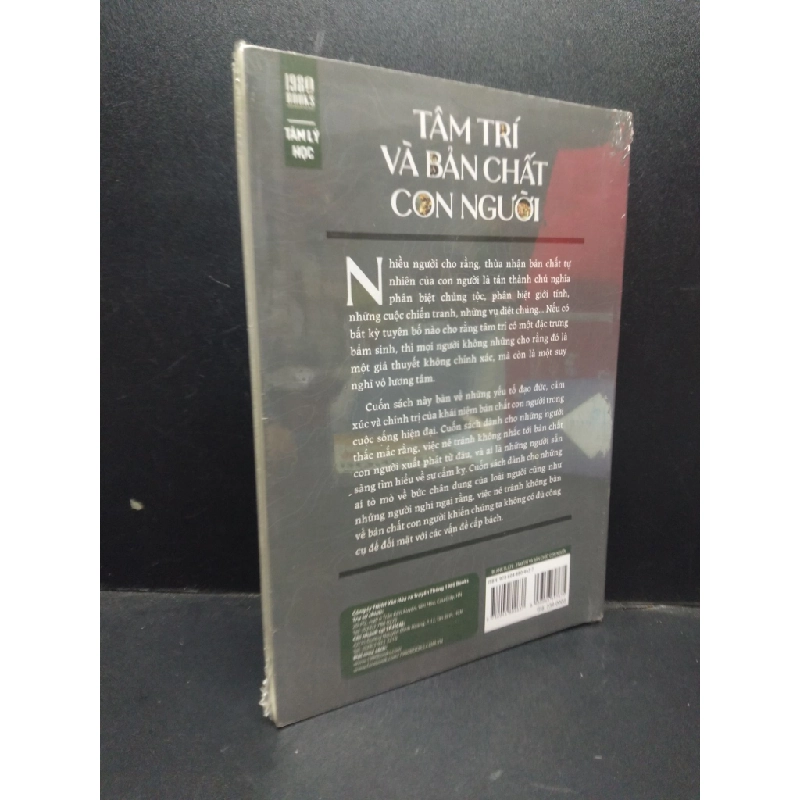 1980
BOOKS
TÂM LÝ
HỌC
TÂM TRÍ
VÀ BẢN CHẤT
CON NGƯỜI
Nhiều người cho rằng, thừa nhận bản chất tự
nhiên của con người là tán thành chủ nghĩa
phân biệt chủng tộc, phân biệt giới tính,
những cuộc chiến tranh, những vụ diệt chủng... Nếu có
bất kỳ tuyên bố nào cho rằng tâm trí có một đặc trưng
bẩm sinh, thì mọi người không những cho rằng đó là
một giả thuyết không chính xác, mà còn là một suy
nghĩ vô lương tâm.
Cuốn sách này bàn về những yếu tố đạo đức, cảm
xúc và chính trị của khái niệm bản chất con người trong
cuộc sống hiện đại. Cuốn sách dành cho những người
thắc mắc rằng, việc né tránh không nhắc tới bản chất
con người xuất phát từ đâu, và ai là những người sẵn
sàng tìm hiểu về sự cấm kỵ. Cuốn sách dành cho những
ai tò mò về bức chân dung của loài người cũng như
những người nghi ngại rằng, việc né tránh không bàn
về bản chất con người khiến chúng ta không có đủ công
cụ để đối mặt với các vấn đề cấp bách.